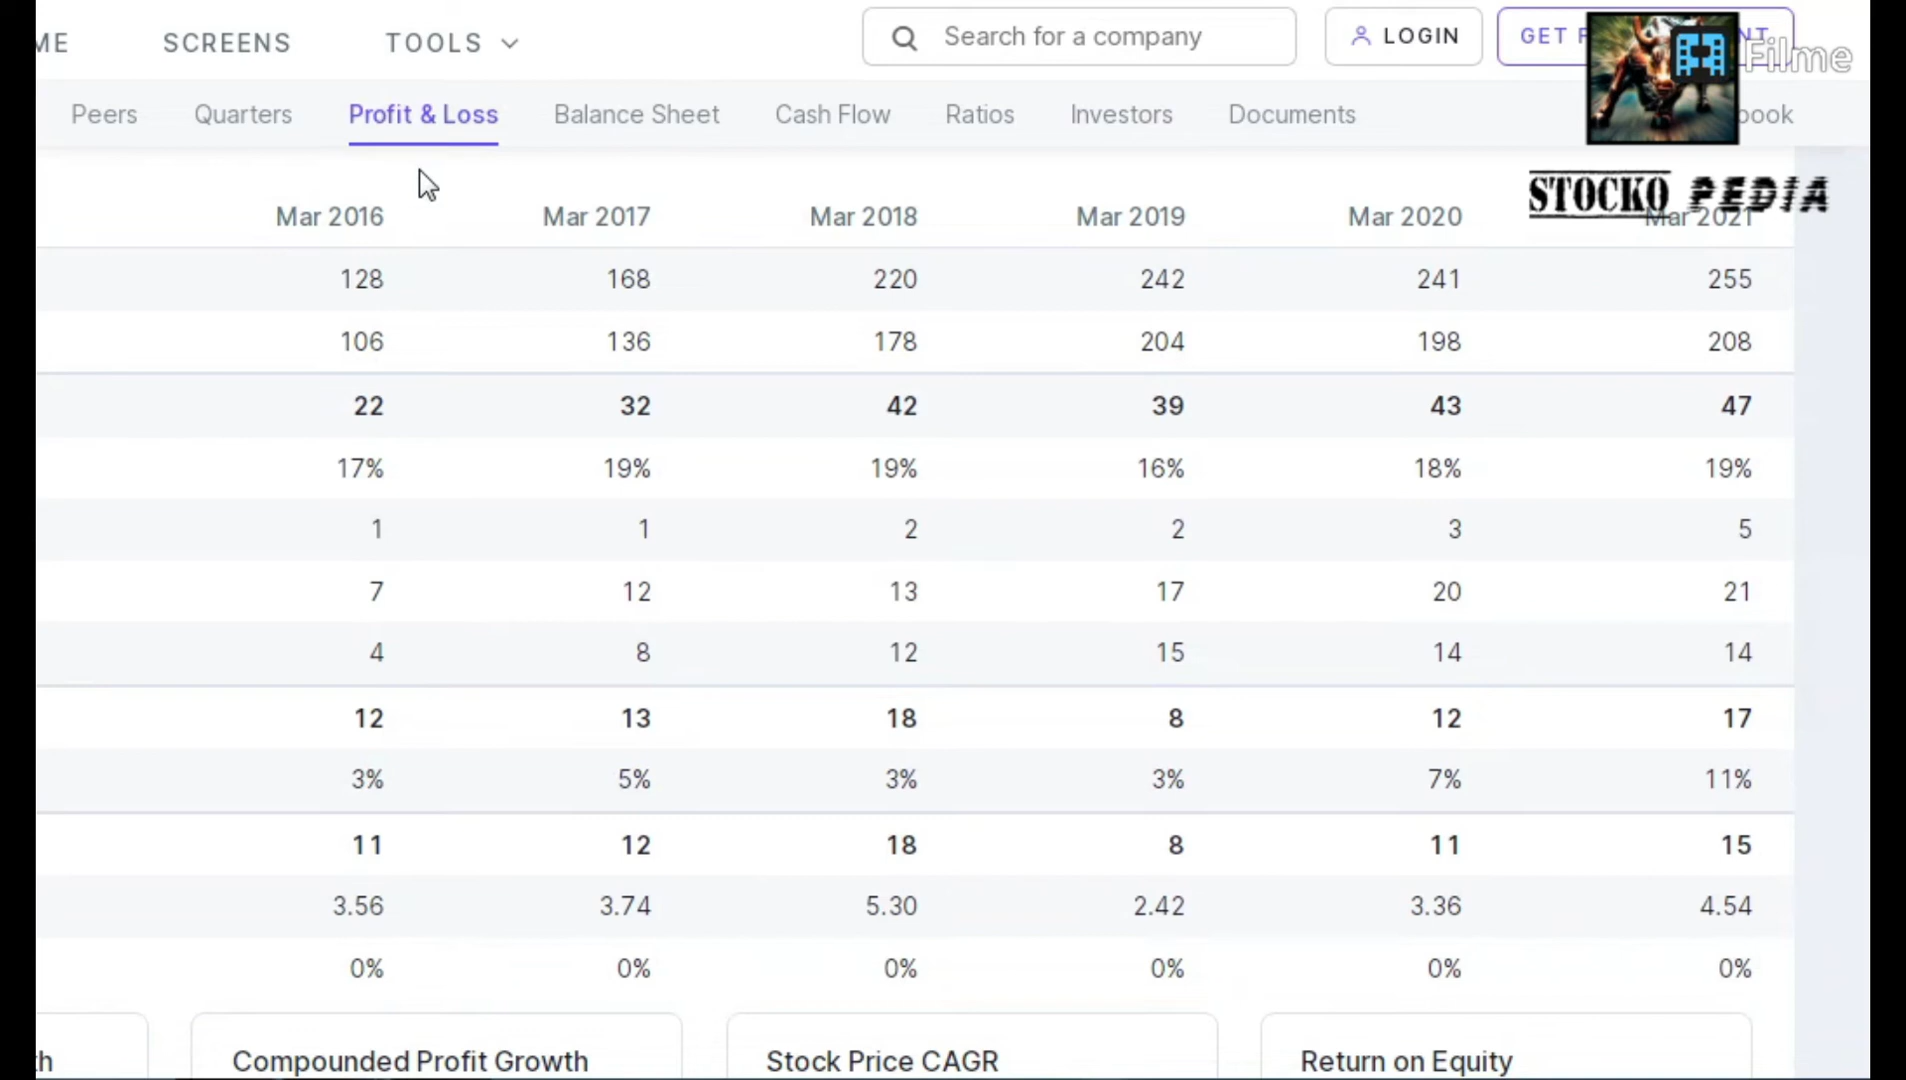 ME SCREENS TOOLS Search for a company LOGIN GET F NT Filme
Peers Quarters Profit & Loss Balance Sheet Cash Flow Ratios Investors Documents book
STOCKO PEDIA
Mar 2016 Mar 2017 Mar 2018 Mar 2019 Mar 2020 Mar 2021
128 168 220 242 241 255
106 136 178 204 198 208
22 32 42 39 43 47
17% 19% 19% 16% 18% 19%
1 1 2 2 3 5
7 12 13 17 20 21
4 8 12 15 14 14
12 13 18 8 12 17
3% 5% 3% 3% 7% 11%
11 12 18 8 11 15
3.56 3.74 5.30 2.42 3.36 4.54
0% 0% 0% 0% 0% 0%
th Compounded Profit Growth Stock Price CAGR Return on Equity